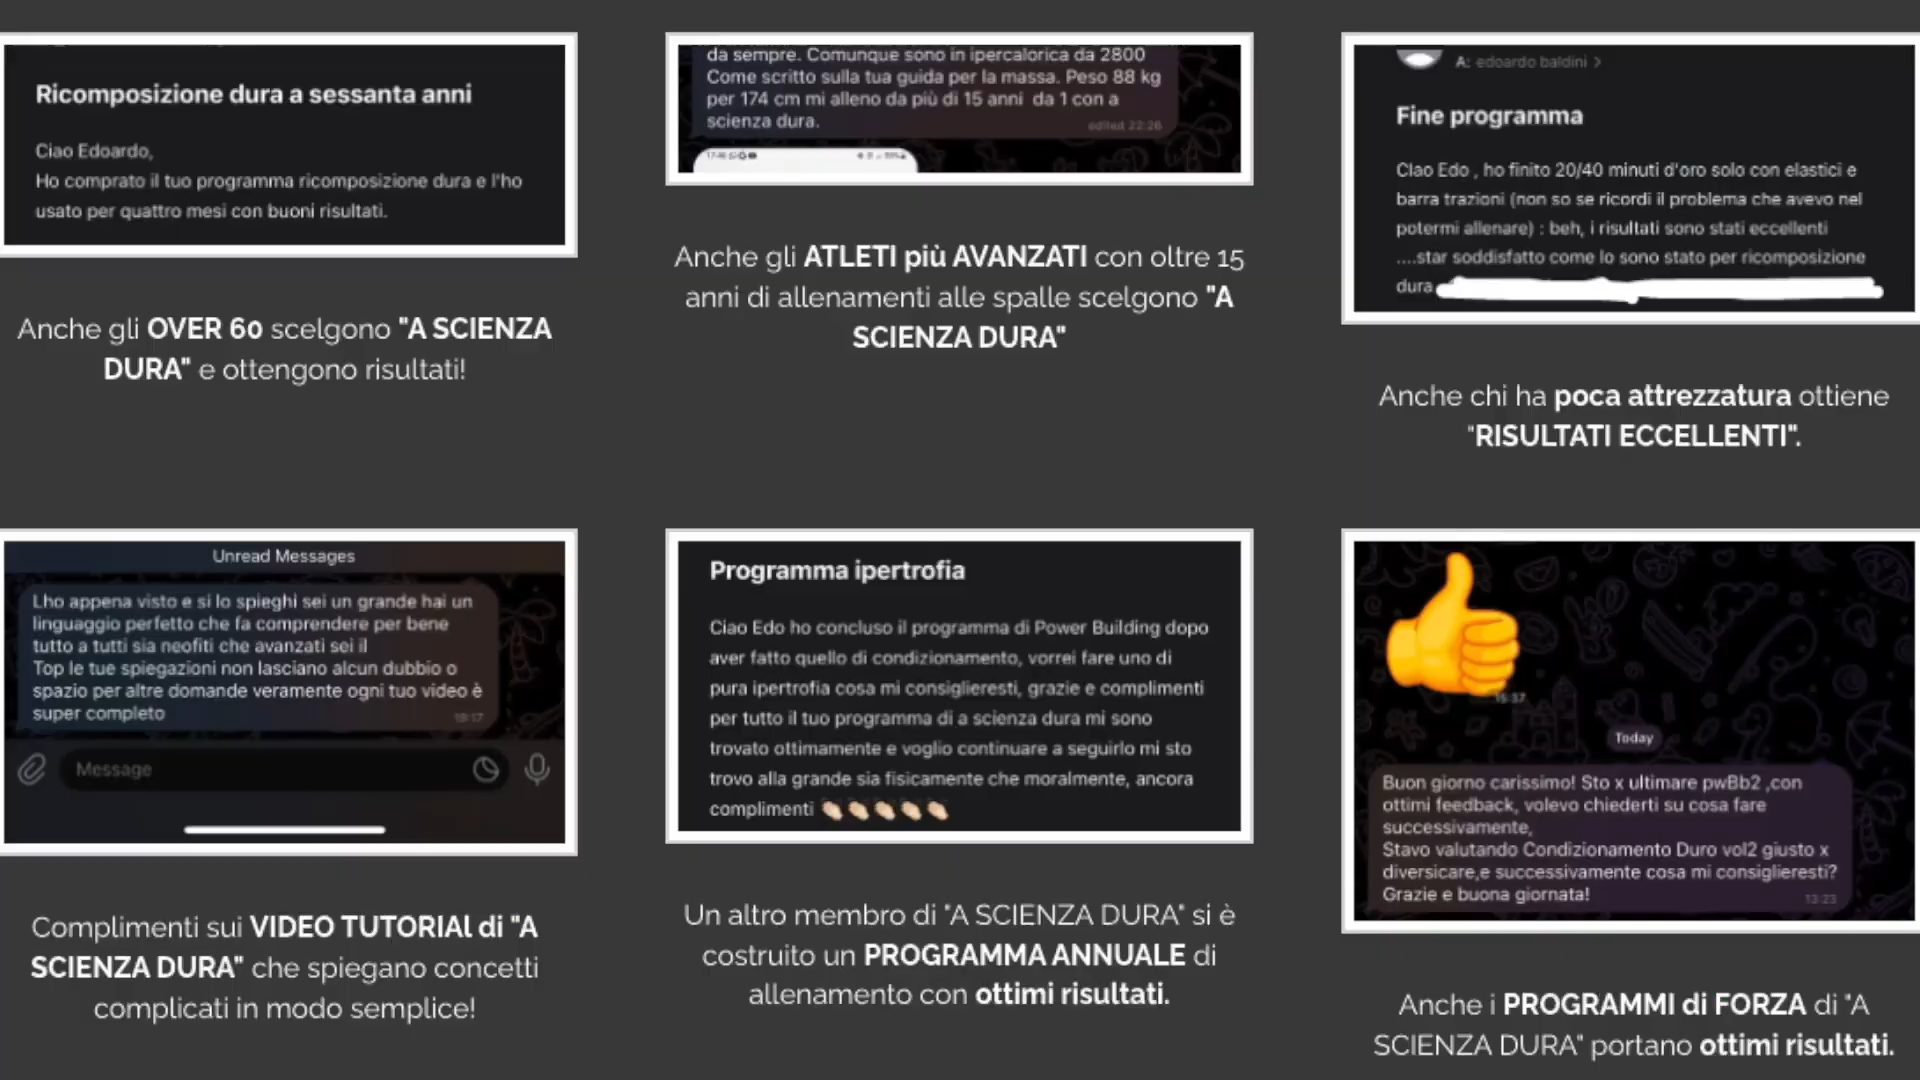 Ricomposizione dura a sessanta anni
Ciao Edoardo,
Ho comprato il tuo programma ricomposizione dura e l'ho
usato per quattro mesi con buoni risultati.
Anche gli OVER 60 scelgono "A SCIENZA
DURA" e ottengono risultati!
da sempre. Comunque sono in ipercalorica da 2800
Come scritto sulla tua guida per la massa. Peso 88 kg
per 174 cm mi alleno da più di 15 anni da 1 con a
scienza dura.
edited 22:26
Anche gli ATLETI più AVANZATI con oltre 15
anni di allenamenti alle spalle scelgono "A
SCIENZA DURA"
A: edoardo baldini >
Fine programma
Ciao Edo , ho finito 20/40 minuti d'oro solo con elastici e
barra trazioni (non so se ricordi il problema che avevo nel
potermi allenare) : beh, i risultati sono stati eccellenti
....star soddisfatto come lo sono stato per ricomposizione
dura
Anche chi ha poca attrezzatura ottiene
"RISULTATI ECCELLENTI".
Unread Messages
Lho appena visto e si lo spieghi sei un grande hai un
linguaggio perfetto che fa comprendere per bene
tutto a tutti sia neofiti che avanzati sei il
Top le tue spiegazioni non lasciano alcun dubbio o
spazio per altre domande veramente ogni tuo video è
super completo
19:17
Message
Complimenti sui VIDEO TUTORIAl di "A
SCIENZA DURA" che spiegano concetti
complicati in modo semplice!
Programma ipertrofia
Ciao Edo ho concluso il programma di Power Building dopo
aver fatto quello di condizionamento, vorrei fare uno di
pura ipertrofia cosa mi consiglieresti, grazie e complimenti
per tutto il tuo programma di a scienza dura mi sono
trovato ottimamente e voglio continuare a seguirlo mi sto
trovo alla grande sia fisicamente che moralmente, ancora
complimenti 👏🏻👏🏻👏🏻👏🏻👏🏻
Un altro membro di "A SCIENZA DURA" si è
costruito un PROGRAMMA ANNUALE di
allenamento con ottimi risultati.
15:37
Today
Buon giorno carissimo! Sto x ultimare pwBb2 ,con
ottimi feedback, volevo chiederti su cosa fare
successivamente,
Stavo valutando Condizionamento Duro vol2 giusto x
diversicare,e successivamente cosa mi consiglieresti?
Grazie e buona giornata!
13:23
Anche i PROGRAMMI di FORZA di "A
SCIENZA DURA" portano ottimi risultati.